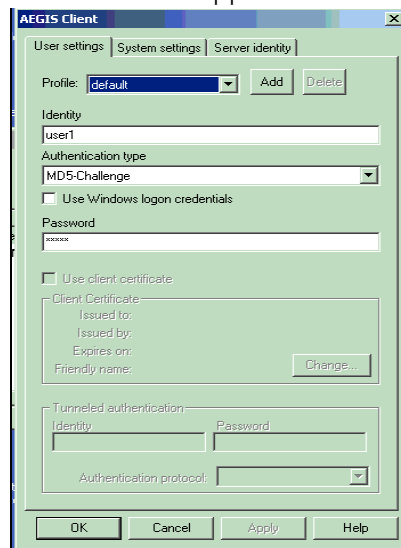 AEGIS Client
User settings System settings Server identity
Profile: default Add Delete
Identity
user1
Authentication type
MD5-Challenge
Use Windows logon credentials
Password
*****
Use client certificate
Client Certificate
Issued to:
Issued by:
Expires on:
Friendly name: Change...
Tunneled authentication
Identity Password
Authentication protocol:
OK Cancel Apply Help